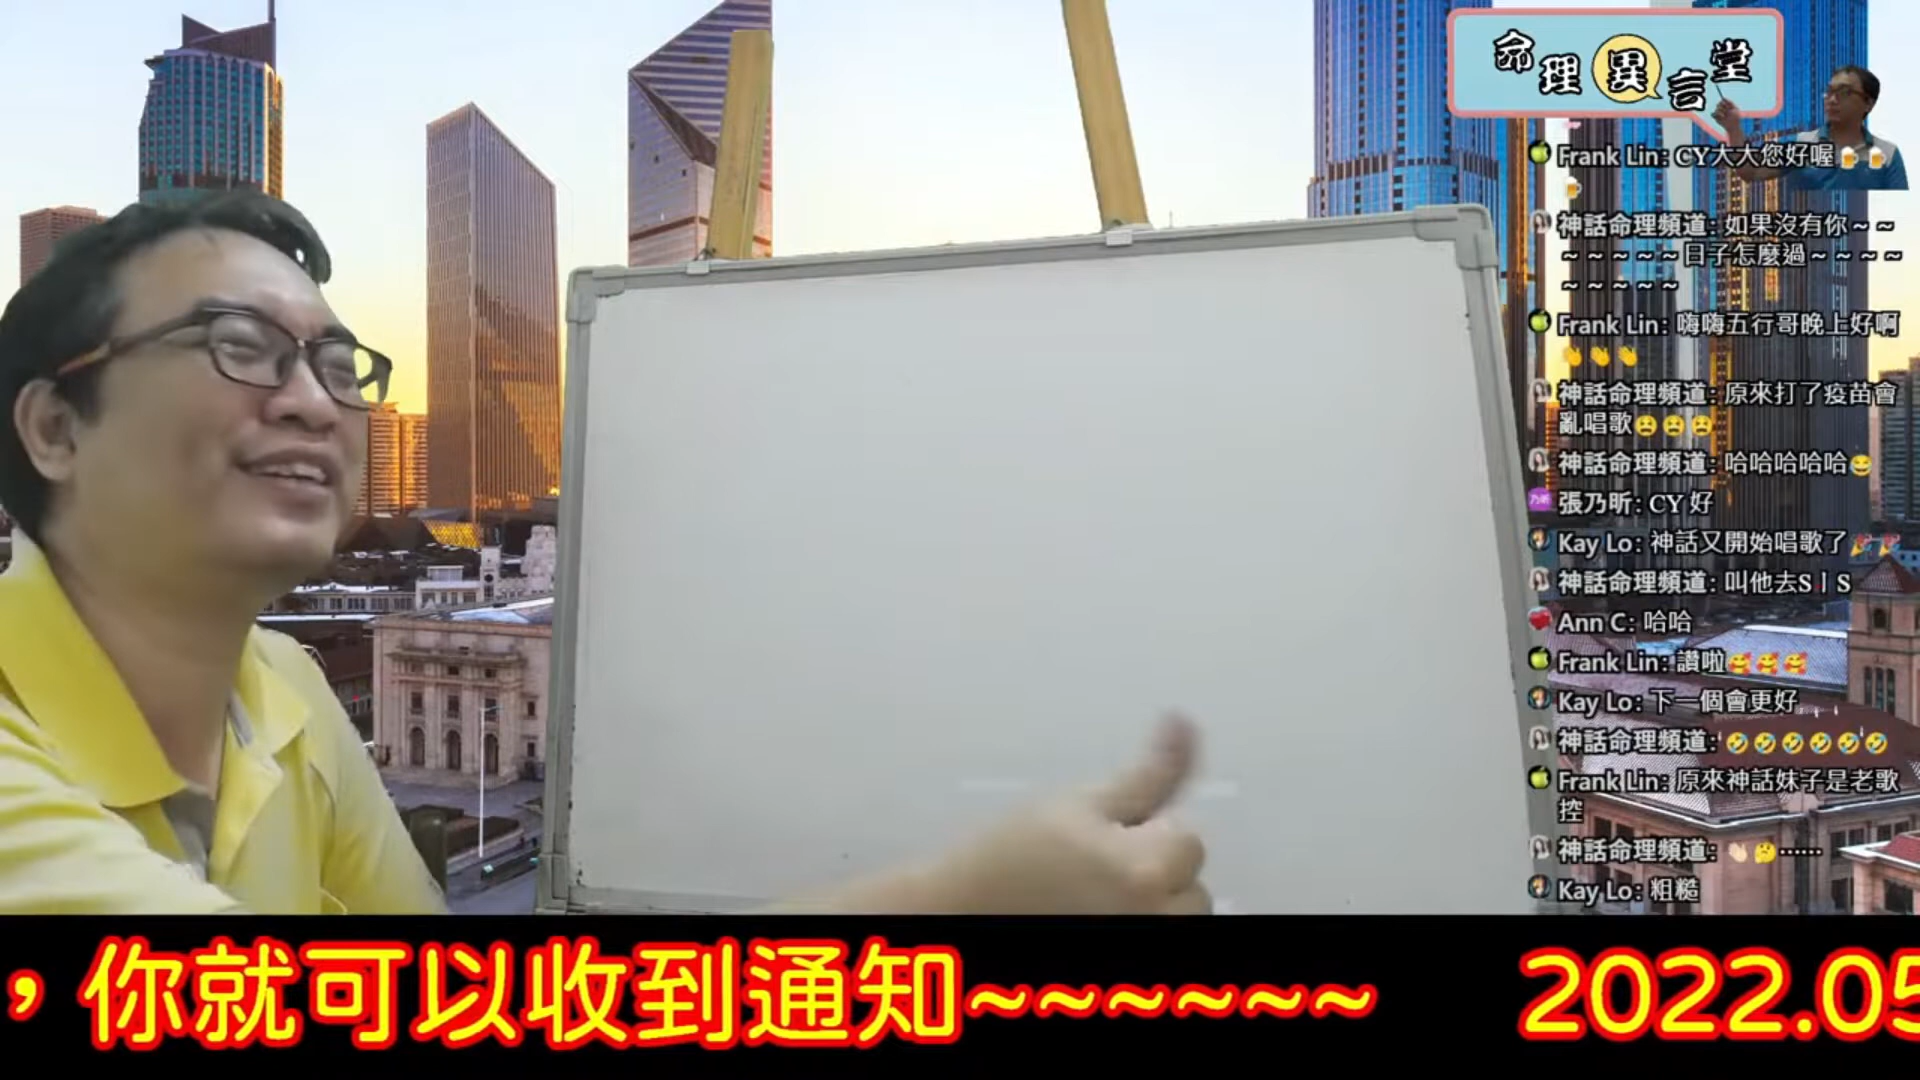 命理異言堂
Frank Lin: CY大大您好喔🍺🍺
🍺
神話命理頻道: 如果沒有你~~
~~~~~日子怎麼過~~~~
~~~~~
Frank Lin: 嗨嗨五行哥晚上好啊
👏👏👏
神話命理頻道: 原來打了疫苗會
亂唱歌😫😫😫
神話命理頻道: 哈哈哈哈哈😂
乃昕
張乃昕: CY 好
Kay Lo: 神話又開始唱歌了🎉🎉
神話命理頻道: 叫他去S｜S
Ann C: 哈哈
Frank Lin: 讚啦🥰🥰🥰
Kay Lo: 下一個會更好
神話命理頻道: 🤣🤣🤣🤣🤣🤣
Frank Lin: 原來神話妹子是老歌
控
神話命理頻道: 👏🏻🤔……
Kay Lo: 粗糙
，你就可以收到通知~~~~~~ 2022.05